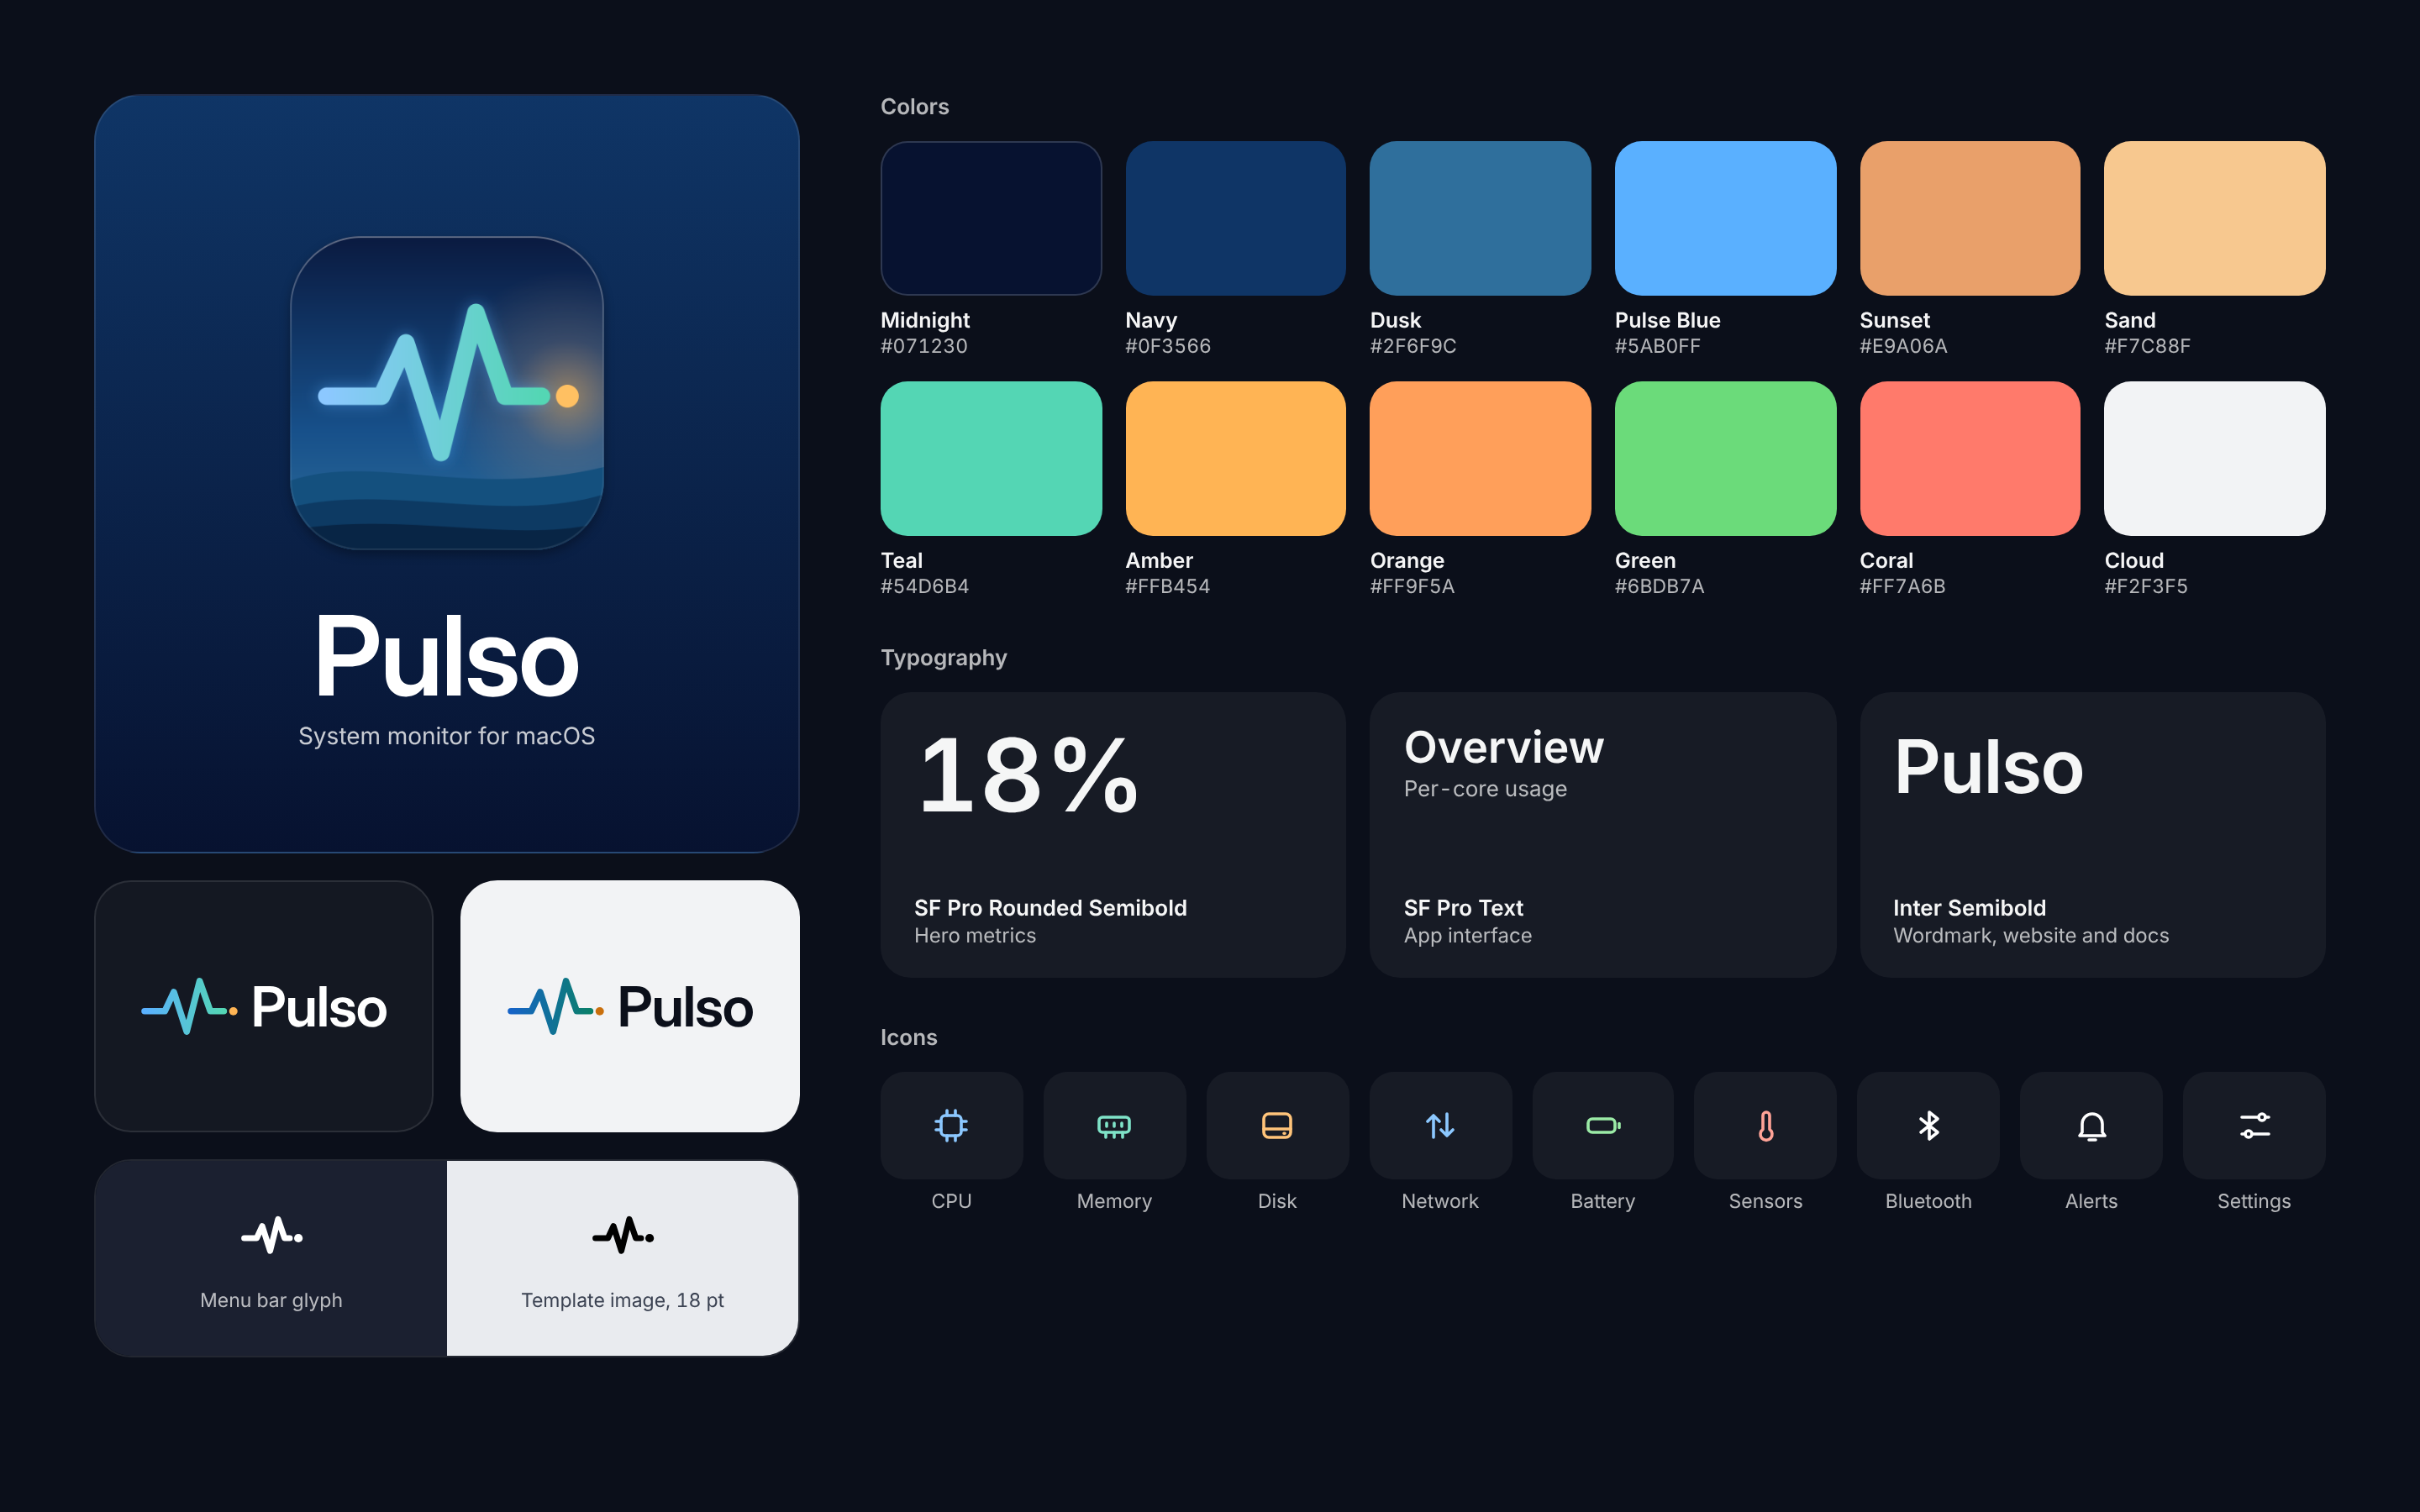 Pulso
System monitor for macOS
Pulso
Pulso
Menu bar glyph
Template image, 18 pt
Colors
Midnight
#071230
Navy
#0F3566
Dusk
#2F6F9C
Pulse Blue
#5AB0FF
Sunset
#E9A06A
Sand
#F7C88F
Teal
#54D6B4
Amber
#FFB454
Orange
#FF9F5A
Green
#6BDB7A
Coral
#FF7A6B
Cloud
#F2F3F5
Typography
18%
SF Pro Rounded Semibold
Hero metrics
Overview
Per-core usage
SF Pro Text
App interface
Pulso
Inter Semibold
Wordmark, website and docs
Icons
CPU
Memory
Disk
Network
Battery
Sensors
Bluetooth
Alerts
Settings